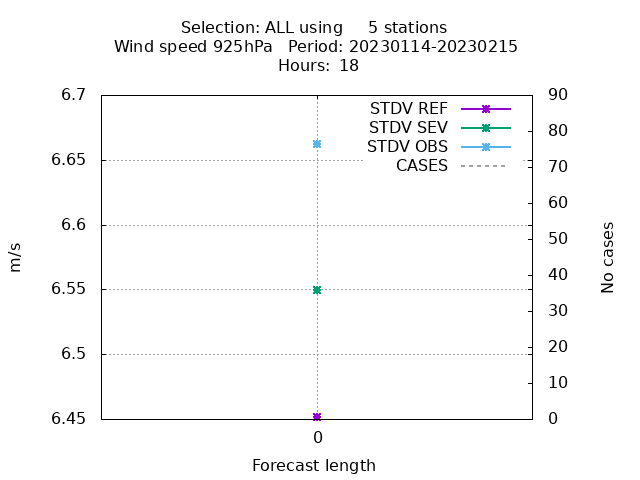 Selection: ALL using     5 stations
Wind speed 925hPa   Period: 20230114-20230215
Hours: 18
6.7
6.65
6.6
6.55
6.5
6.45
90
80
70
60
50
40
30
20
10
0
STDV REF
STDV SEV
STDV OBS
CASES
m/s
No cases
0
Forecast length